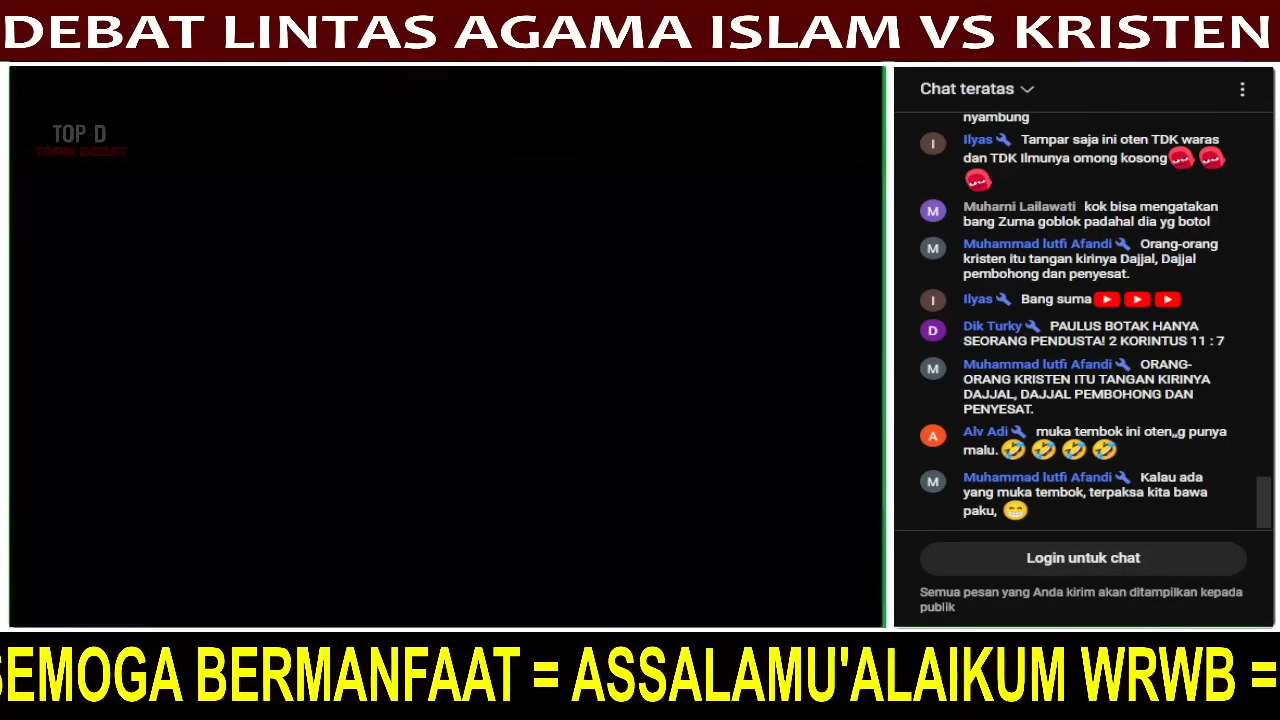 DEBAT LINTAS AGAMA ISLAM VS KRISTEN
TOP D
TOPIK DEBAT
Chat teratas
nyambung
I
Ilyas Tampar saja ini oten TDK waras
dan TDK Ilmunya omong kosong
M
Muharni Lailawati kok bisa mengatakan
bang Zuma goblok padahal dia yg botol
M
Muhammad lutfi Afandi Orang-orang
kristen itu tangan kirinya Dajjal, Dajjal
pembohong dan penyesat.
I
Ilyas Bang suma
D
Dik Turky PAULUS BOTAK HANYA
SEORANG PENDUSTA! 2 KORINTUS 11 : 7
M
Muhammad lutfi Afandi ORANG-
ORANG KRISTEN ITU TANGAN KIRINYA
DAJJAL, DAJJAL PEMBOHONG DAN
PENYESAT.
A
Alv Adi muka tembok ini oten,,g punya
malu.
M
Muhammad lutfi Afandi Kalau ada
yang muka tembok, terpaksa kita bawa
paku,
Login untuk chat
Semua pesan yang Anda kirim akan ditampilkan kepada
publik
SEMOGA BERMANFAAT = ASSALAMU'ALAIKUM WRWB =